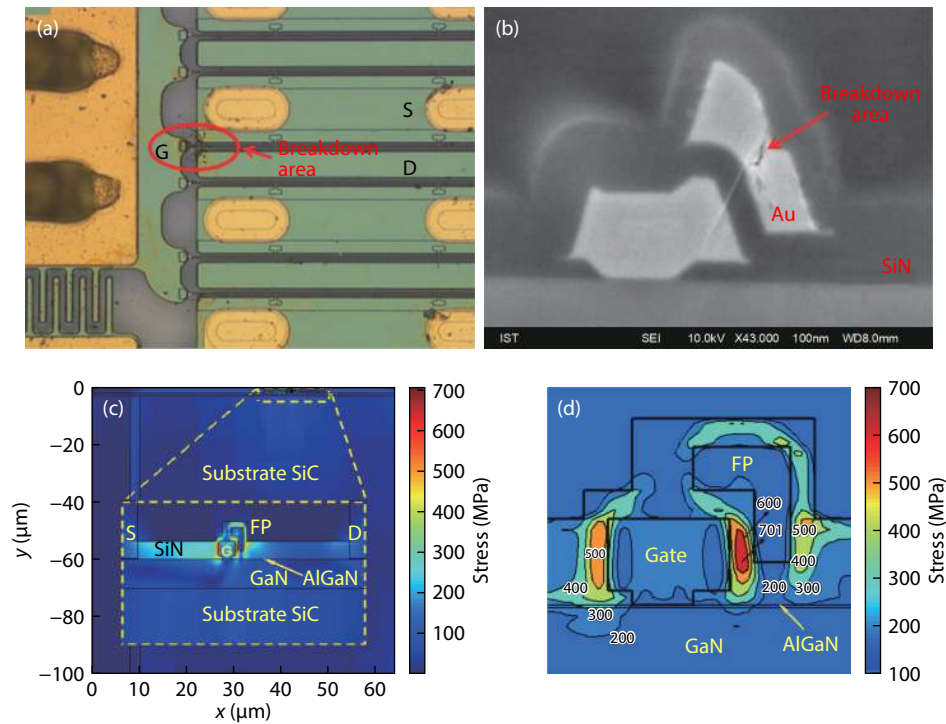 (a)
S
G
Breakdown
area
D
(b)
Breakdown
area
Au
SiN
IST
SEI
10.0kV
X43,000
100nm
WD8.0mm
(c)
Substrate SiC
S
FP
D
SiN
G
GaN
AlGaN
Substrate SiC
0
−20
−40
−60
−80
−100
y (μm)
0
10
20
30
40
50
60
x (μm)
700
600
500
400
300
200
100
Stress (MPa)
(d)
FP
600
701
500
500
Gate
400
400
200
300
300
200
GaN
AlGaN
700
600
500
400
300
200
100
Stress (MPa)